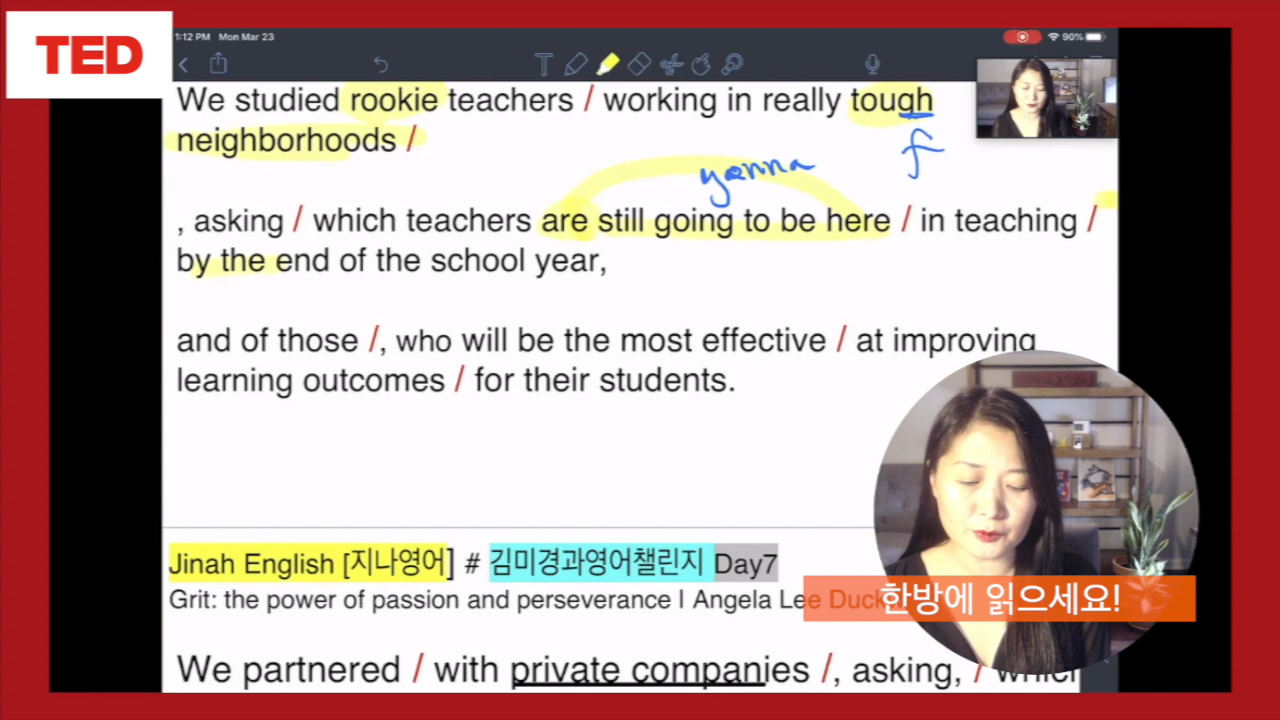 TED
1:12 PM Mon Mar 23
90%
We studied rookie teachers / working in really tough
neighborhoods /
f
gonna
, asking / which teachers are still going to be here / in teaching /
by the end of the school year,
and of those /, who will be the most effective / at improving
learning outcomes / for their students.
Jinah English [지나영어] # 김미경과영어챌린지 Day7
Grit: the power of passion and perseverance l Angela Lee
한방에 읽으세요!
We partnered / with private companies /, asking, /